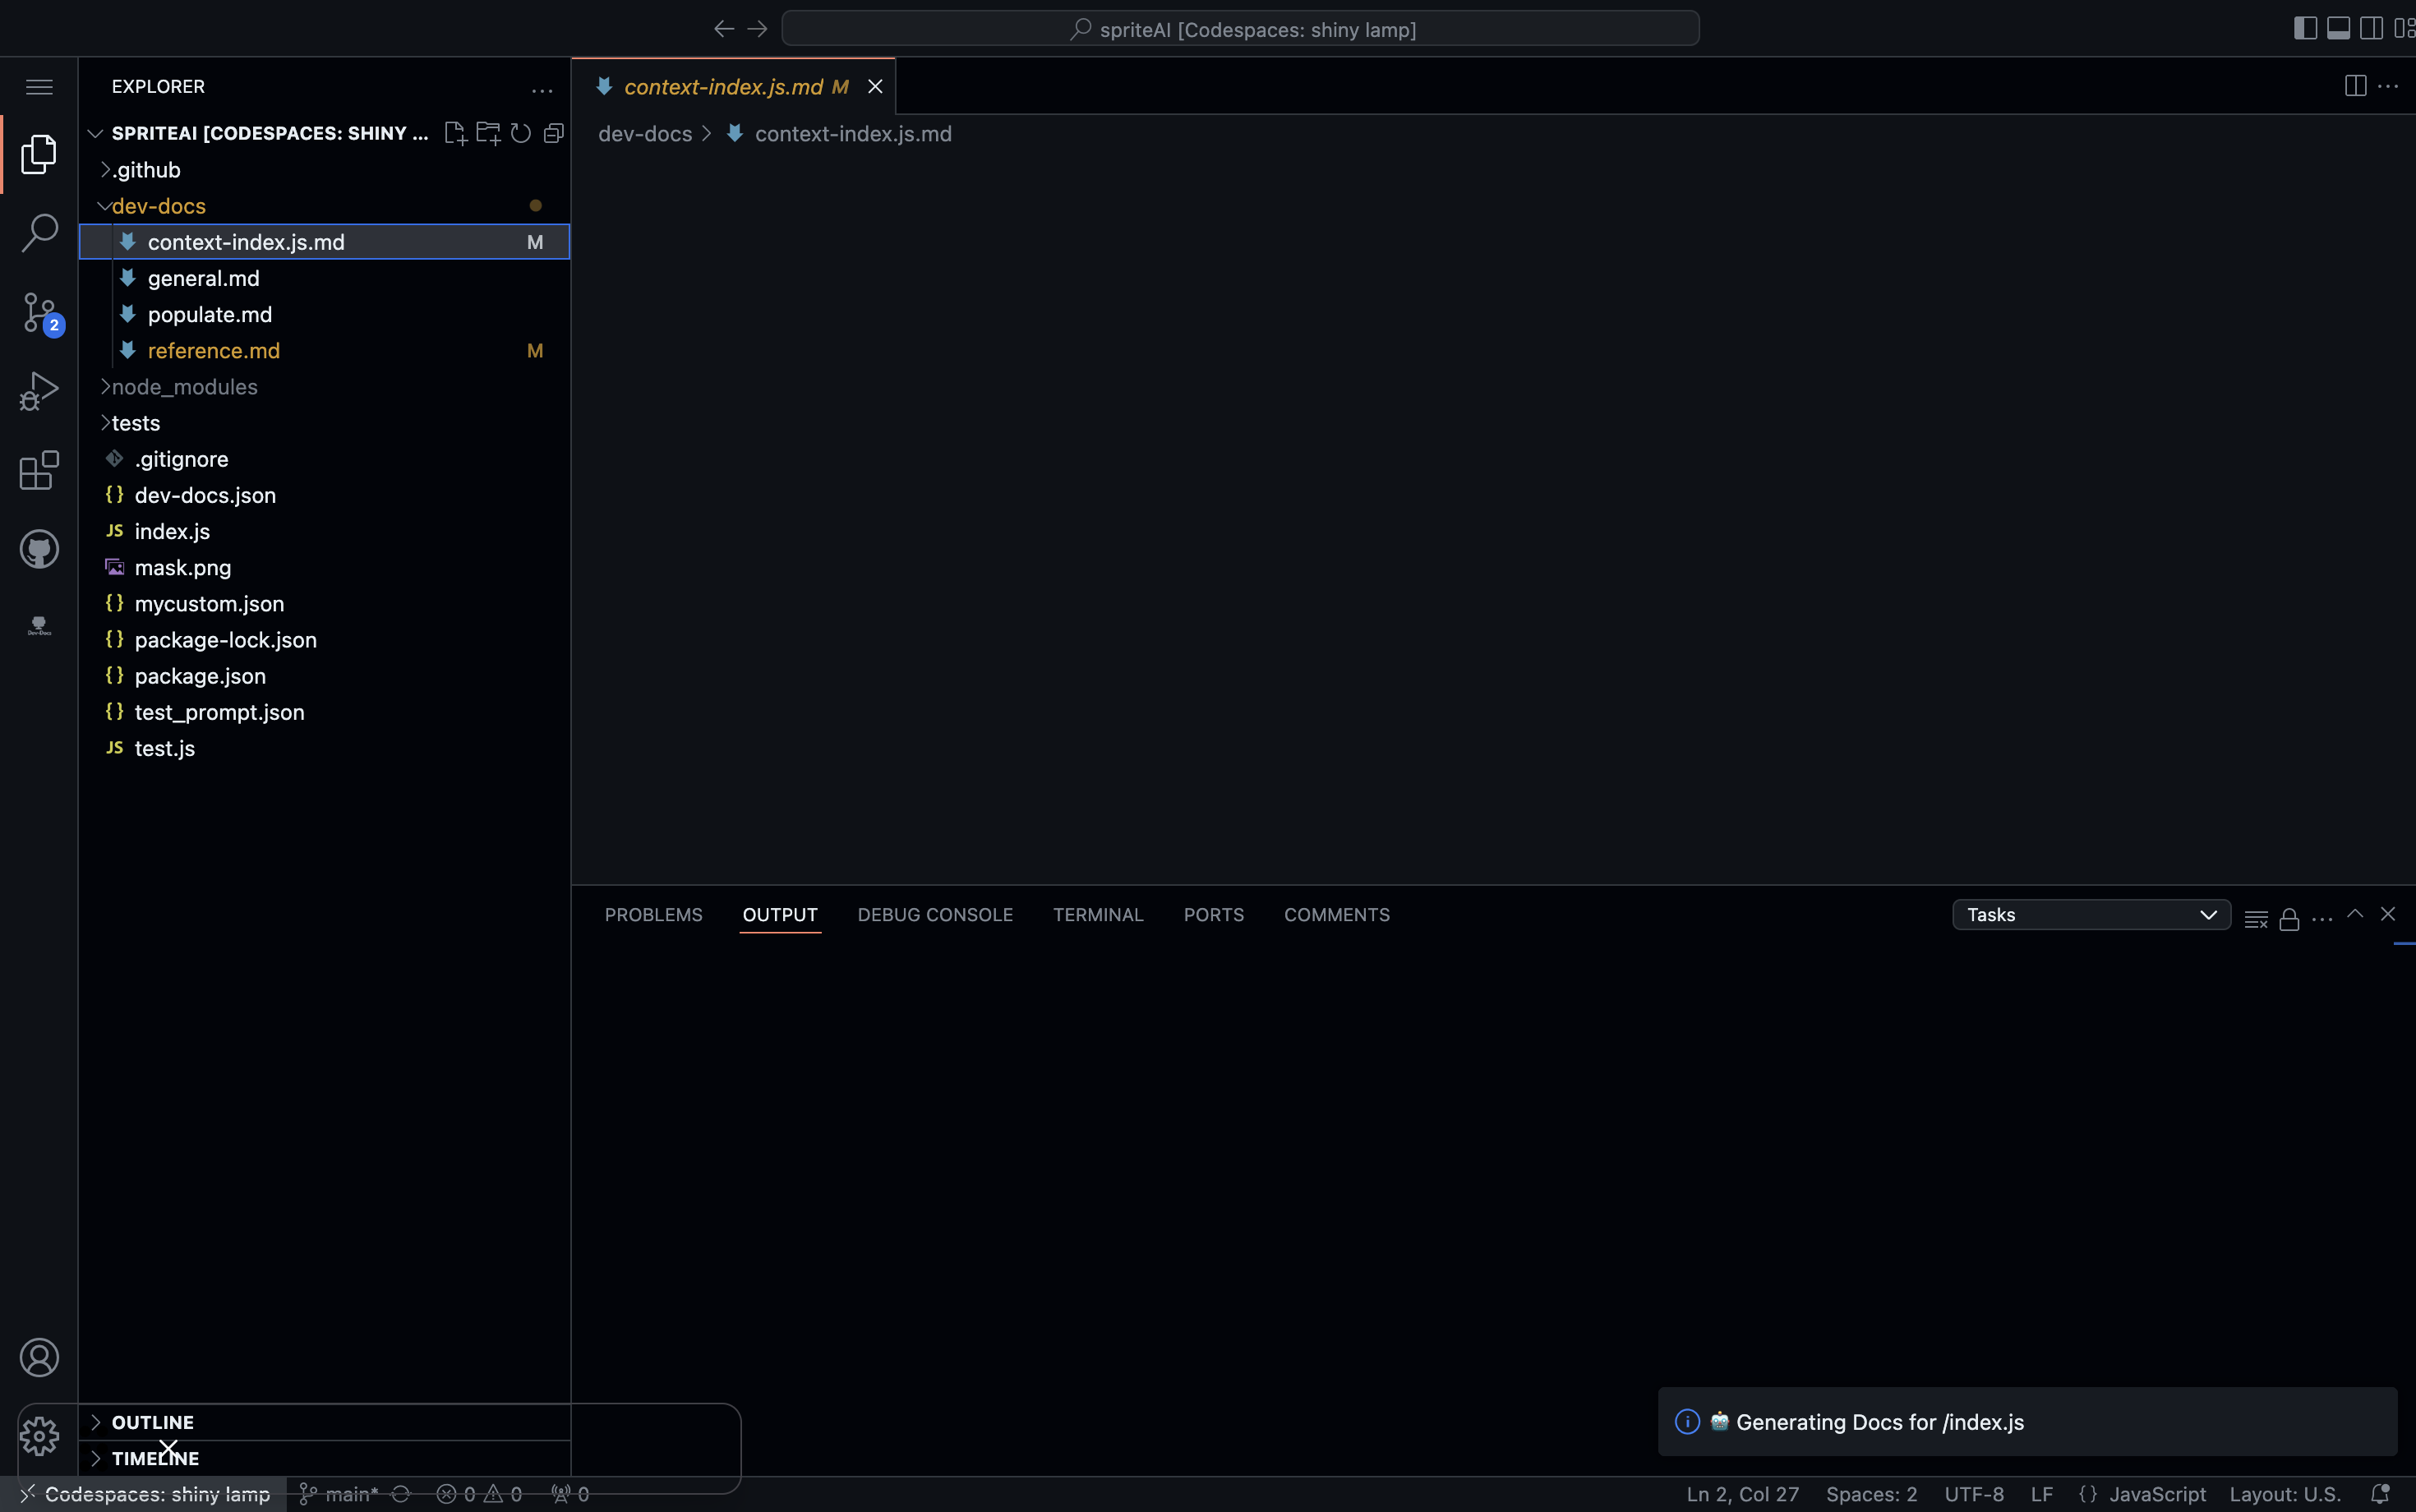 spriteAI [Codespaces: shiny lamp]
EXPLORER
SPRITEAI [CODESPACES: SHINY ...
.github
dev-docs
context-index.js.md M
general.md
populate.md
reference.md M
node_modules
tests
.gitignore
dev-docs.json
index.js
mask.png
mycustom.json
package-lock.json
package.json
test_prompt.json
test.js
OUTLINE
TIMELINE
2
Dev-Docs
context-index.js.md M
dev-docs > context-index.js.md
PROBLEMS OUTPUT DEBUG CONSOLE TERMINAL PORTS COMMENTS
Tasks
Generating Docs for /index.js
Codespaces: shiny lamp main* 0 0 0
Ln 2, Col 27 Spaces: 2 UTF-8 LF {} JavaScript Layout: U.S.